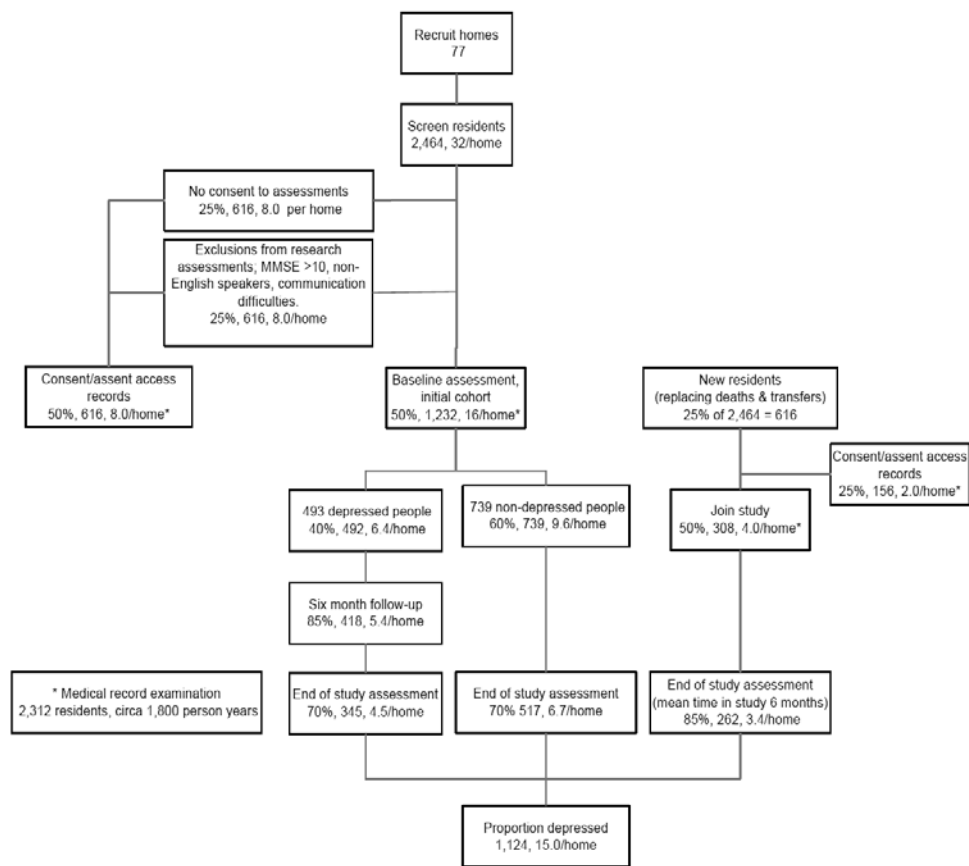 Recruit homes
77
Screen residents
2,464, 32/home
No consent to assessments
25%, 616, 8.0 per home
Exclusions from research
assessments; MMSE >10, non-
English speakers, communication
difficulties.
25%, 616, 8.0/home
Consent/assent access
records
50%, 616, 8.0/home*
Baseline assessment,
initial cohort
50%, 1,232, 16/home*
New residents
(replacing deaths & transfers)
25% of 2,464 = 616
Consent/assent access
records
25%, 156, 2.0/home*
493 depressed people
40%, 492, 6.4/home
739 non-depressed people
60%, 739, 9.6/home
Join study
50%, 308, 4.0/home*
Six month follow-up
85%, 418, 5.4/home
* Medical record examination
2,312 residents, circa 1,800 person years
End of study assessment
70%, 345, 4.5/home
End of study assessment
70% 517, 6.7/home
End of study assessment
(mean time in study 6 months)
85%, 262, 3.4/home
Proportion depressed
1,124, 15.0/home